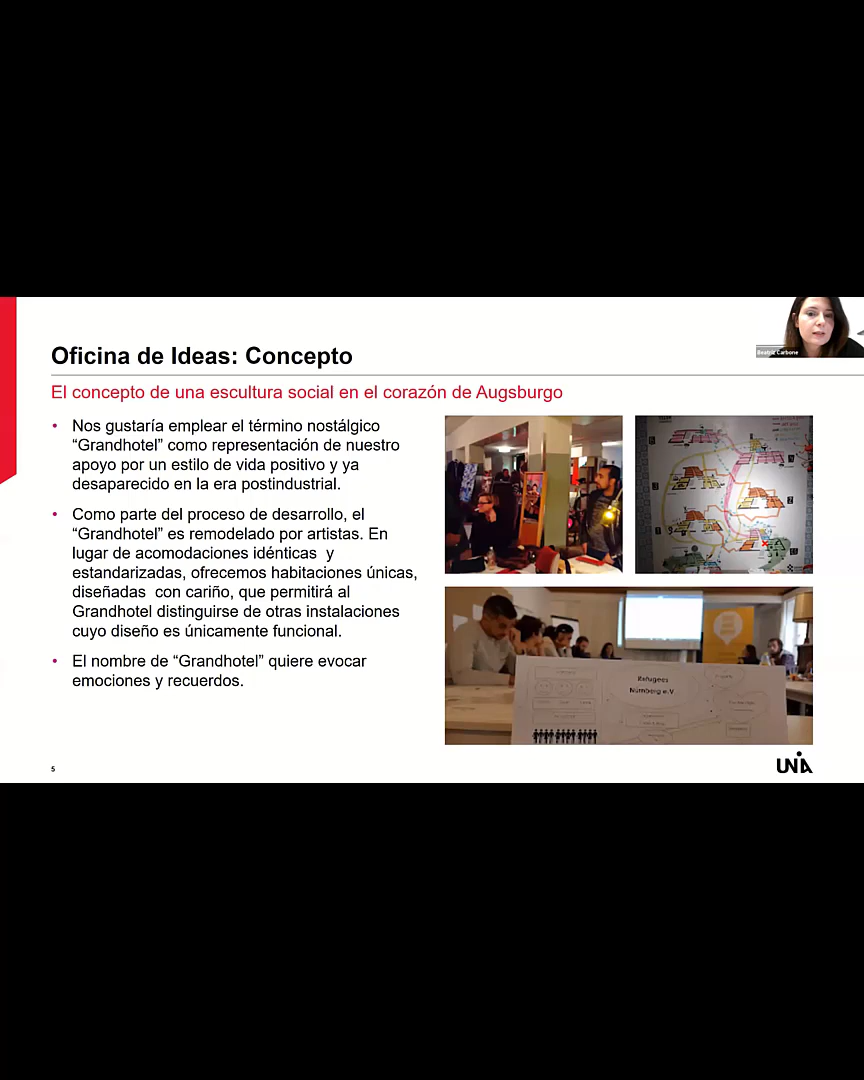 Oficina de Ideas: Concepto
Beatriz Carbone
El concepto de una escultura social en el corazón de Augsburgo
• Nos gustaría emplear el término nostálgico
“Grandhotel” como representación de nuestro
apoyo por un estilo de vida positivo y ya
desaparecido en la era postindustrial.
• Como parte del proceso de desarrollo, el
“Grandhotel” es remodelado por artistas. En
lugar de acomodaciones idénticas y
estandarizadas, ofrecemos habitaciones únicas,
diseñadas con cariño, que permitirá al
Grandhotel distinguirse de otras instalaciones
cuyo diseño es únicamente funcional.
• El nombre de “Grandhotel” quiere evocar
emociones y recuerdos.
Refugees
Nürnberg e.V
5
UNIA